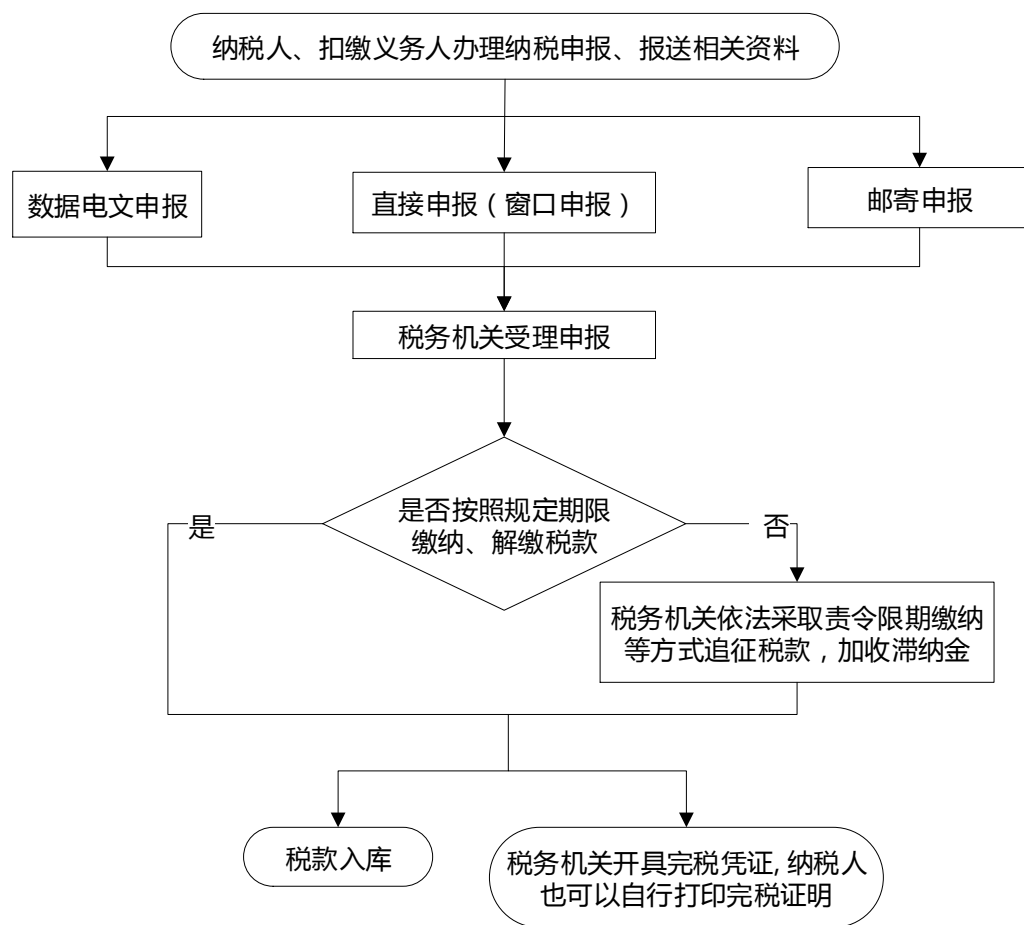 纳税人、扣缴义务人办理纳税申报、报送相关资料
数据电文申报
直接申报（窗口申报）
邮寄申报
税务机关受理申报
是否按照规定期限
缴纳、解缴税款
是
否
税务机关依法采取责令限期缴纳
等方式追征税款，加收滞纳金
税款入库
税务机关开具完税凭证, 纳税人
也可以自行打印完税证明